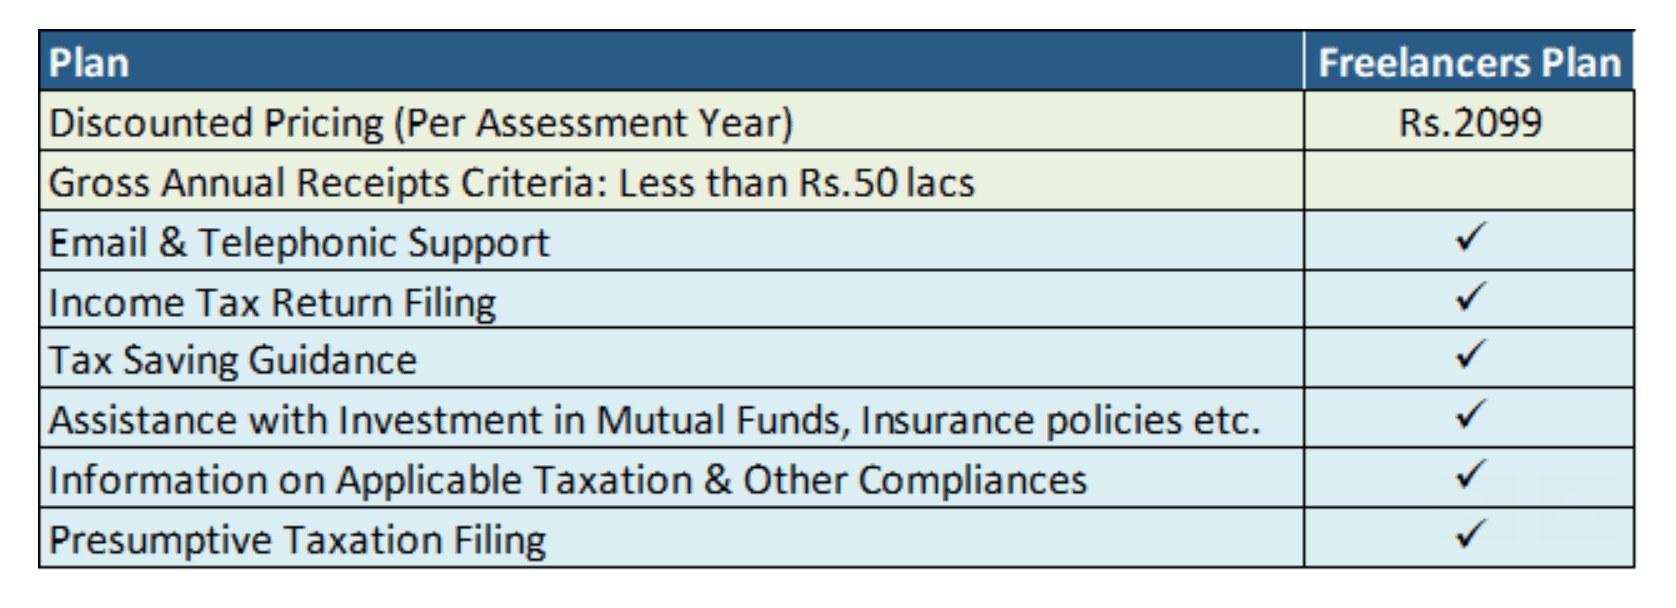 Plan Freelancers Plan
Discounted Pricing (Per Assessment Year) Rs.2099
Gross Annual Receipts Criteria: Less than Rs.50 lacs
Email & Telephonic Support ✓
Income Tax Return Filing ✓
Tax Saving Guidance ✓
Assistance with Investment in Mutual Funds, Insurance policies etc. ✓
Information on Applicable Taxation & Other Compliances ✓
Presumptive Taxation Filing ✓